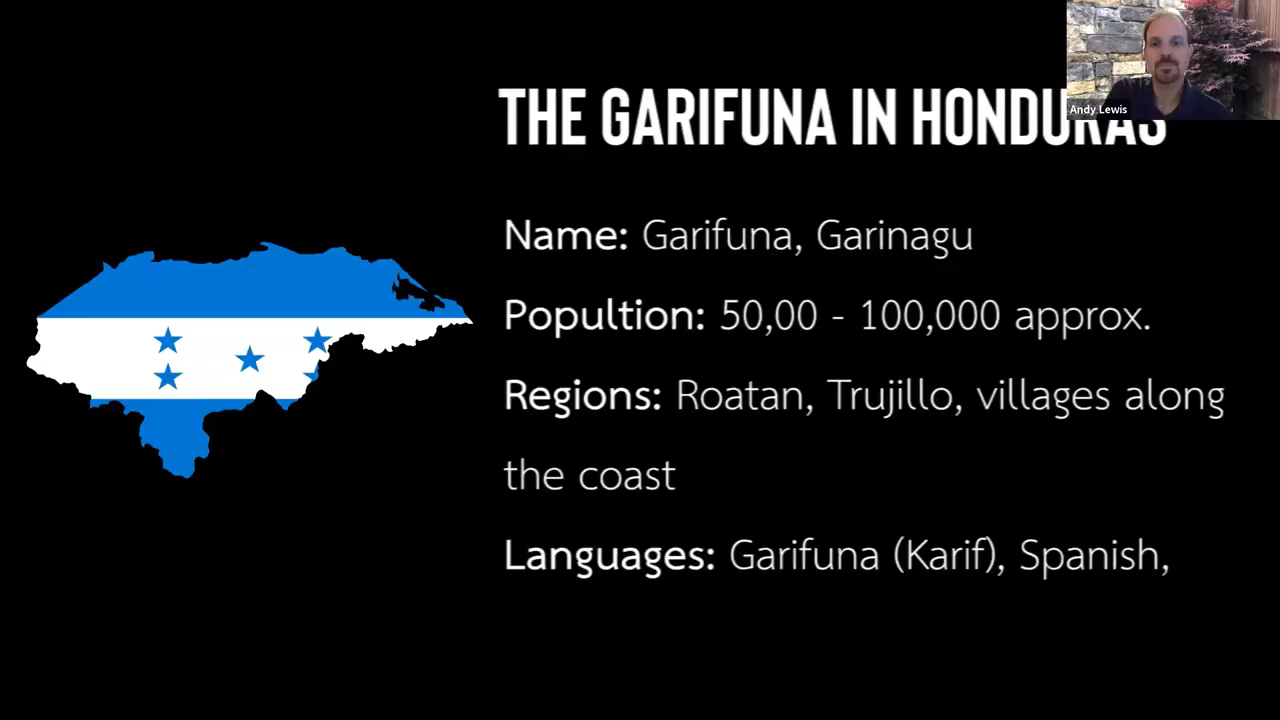 THE GARIFUNA IN HONDURAS
Andy Lewis
Name: Garifuna, Garinagu
Popultion: 50,00 - 100,000 approx.
Regions: Roatan, Trujillo, villages along
the coast
Languages: Garifuna (Karif), Spanish,